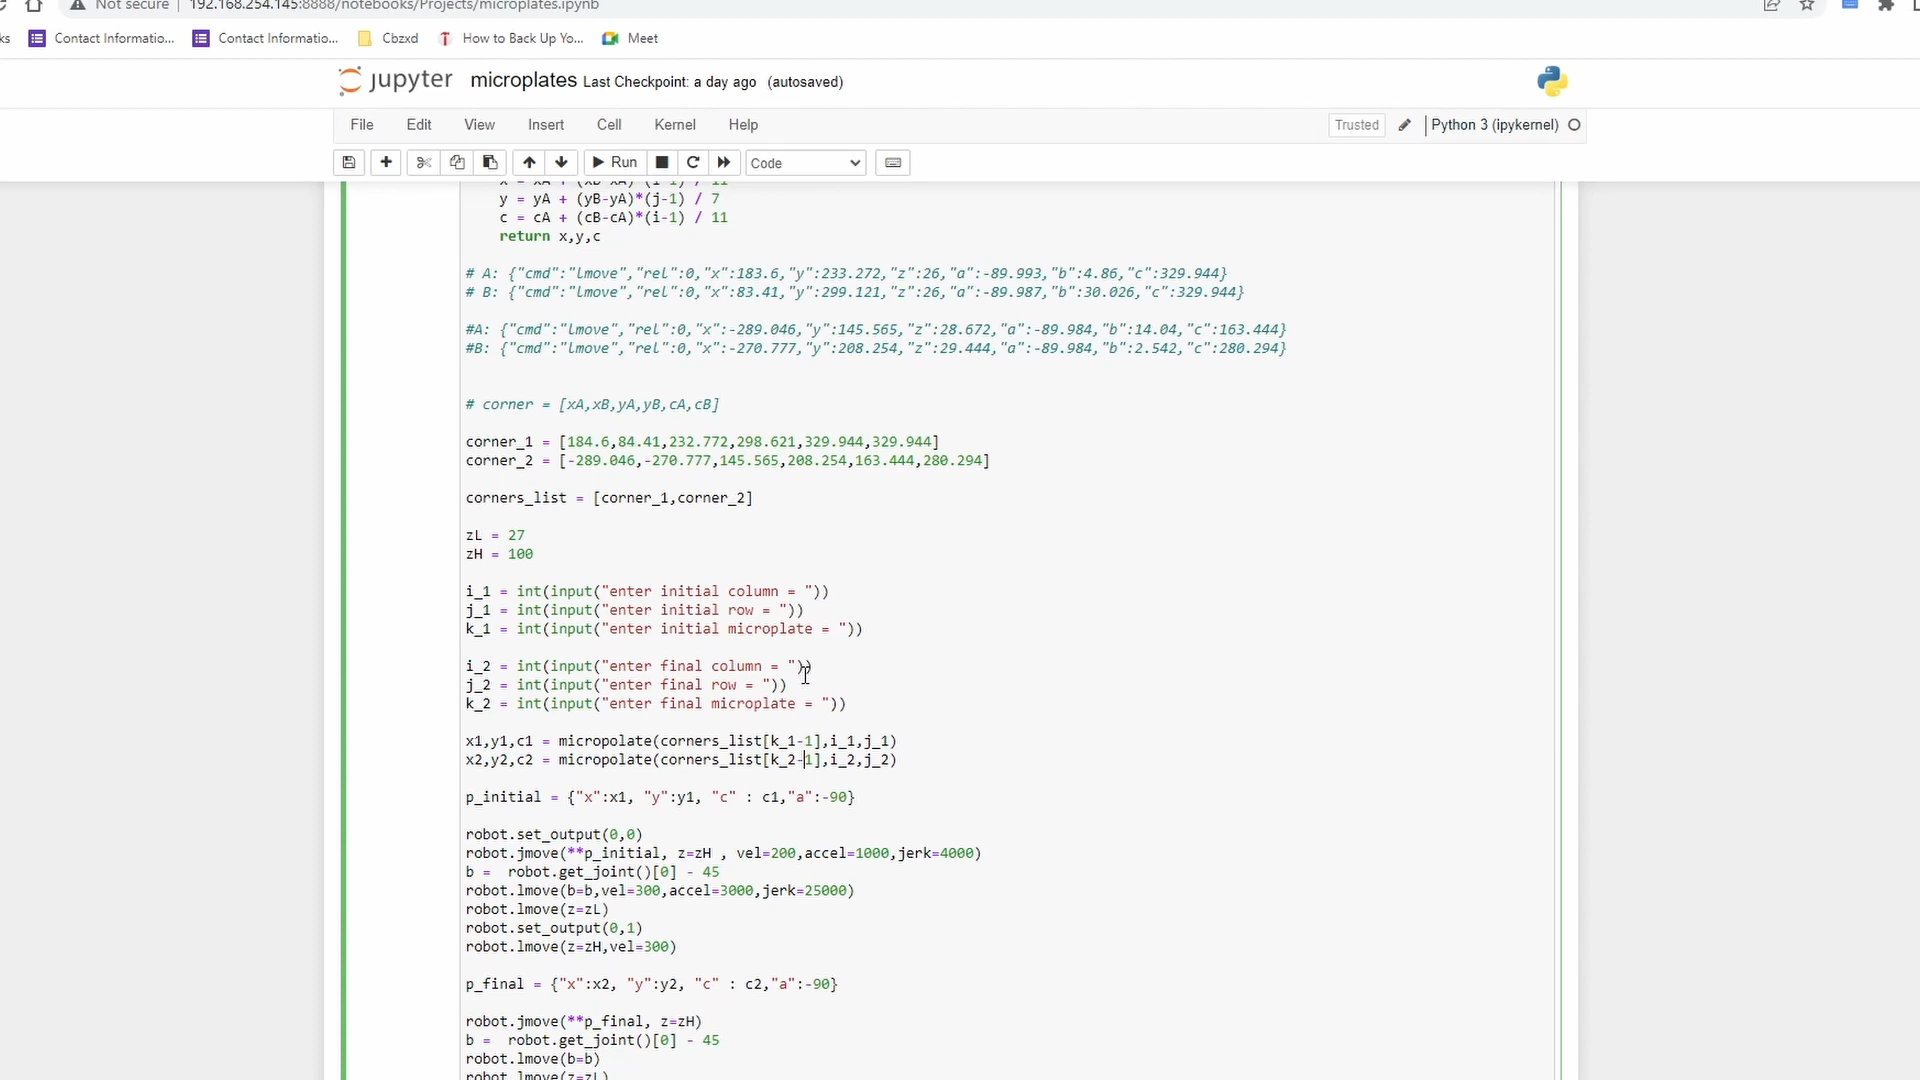 Not secure 192.168.254.145:8888/notebooks/Projects/microplates.ipynb
ks Contact Informatio... Contact Informatio... Cbzxd How to Back Up Yo... Meet
jupyter microplates Last Checkpoint: a day ago (autosaved)
File Edit View Insert Cell Kernel Help Trusted Python 3 (ipykernel)
Run Code
x = xA + (xB-xA)*(i-1) / 11
y = yA + (yB-yA)*(j-1) / 7
c = cA + (cB-cA)*(i-1) / 11
return x,y,c
# A: {"cmd":"lmove","rel":0,"x":183.6,"y":233.272,"z":26,"a":-89.993,"b":4.86,"c":329.944}
# B: {"cmd":"lmove","rel":0,"x":83.41,"y":299.121,"z":26,"a":-89.987,"b":30.026,"c":329.944}
#A: {"cmd":"lmove","rel":0,"x":-289.046,"y":145.565,"z":28.672,"a":-89.984,"b":14.04,"c":163.444}
#B: {"cmd":"lmove","rel":0,"x":-270.777,"y":208.254,"z":29.444,"a":-89.984,"b":2.542,"c":280.294}
# corner = [xA,xB,yA,yB,cA,cB]
corner_1 = [184.6,84.41,232.772,298.621,329.944,329.944]
corner_2 = [-289.046,-270.777,145.565,208.254,163.444,280.294]
corners_list = [corner_1,corner_2]
zL = 27
zH = 100
i_1 = int(input("enter initial column = "))
j_1 = int(input("enter initial row = "))
k_1 = int(input("enter initial microplate = "))
i_2 = int(input("enter final column = "))
j_2 = int(input("enter final row = "))
k_2 = int(input("enter final microplate = "))
x1,y1,c1 = micropolate(corners_list[k_1-1],i_1,j_1)
x2,y2,c2 = micropolate(corners_list[k_2-1],i_2,j_2)
p_initial = {"x":x1, "y":y1, "c" : c1,"a":-90}
robot.set_output(0,0)
robot.jmove(**p_initial, z=zH , vel=200,accel=1000,jerk=4000)
b =  robot.get_joint()[0] - 45
robot.lmove(b=b,vel=300,accel=3000,jerk=25000)
robot.lmove(z=zL)
robot.set_output(0,1)
robot.lmove(z=zH,vel=300)
p_final = {"x":x2, "y":y2, "c" : c2,"a":-90}
robot.jmove(**p_final, z=zH)
b =  robot.get_joint()[0] - 45
robot.lmove(b=b)
robot.lmove(z=zL)